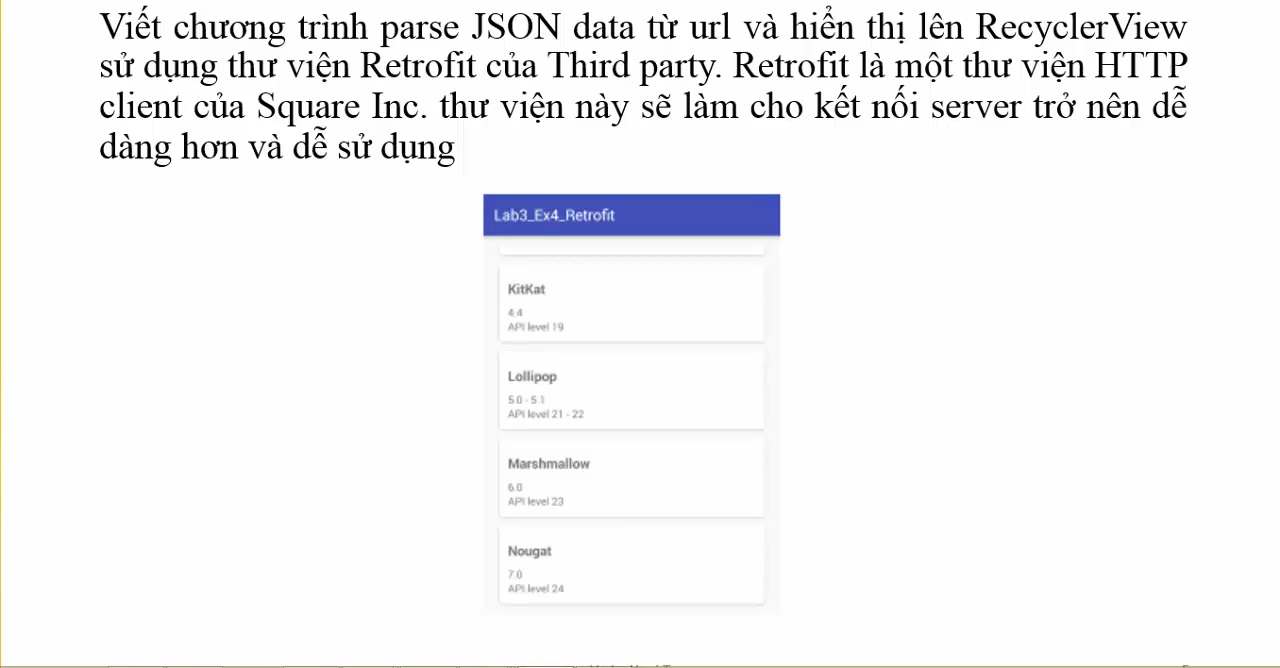 Viết chương trình parse JSON data từ url và hiển thị lên RecyclerView
sử dụng thư viện Retrofit của Third party. Retrofit là một thư viện HTTP
client của Square Inc. thư viện này sẽ làm cho kết nối server trở nên dễ
dàng hơn và dễ sử dụng
Lab3_Ex4_Retrofit
KitKat
4.4
API level 19
Lollipop
5.0 - 5.1
API level 21 - 22
Marshmallow
6.0
API level 23
Nougat
7.0
API level 24